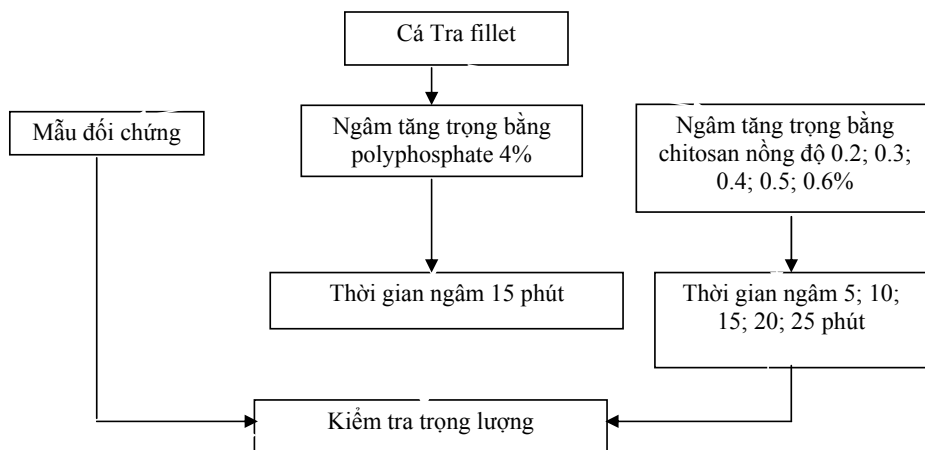 Cá Tra fillet
Mẫu đối chứng
Ngâm tăng trọng bằng
polyphosphate 4%
Ngâm tăng trọng bằng
chitosan nồng độ 0.2; 0.3;
0.4; 0.5; 0.6%
Thời gian ngâm 15 phút
Thời gian ngâm 5; 10;
15; 20; 25 phút
Kiểm tra trọng lượng